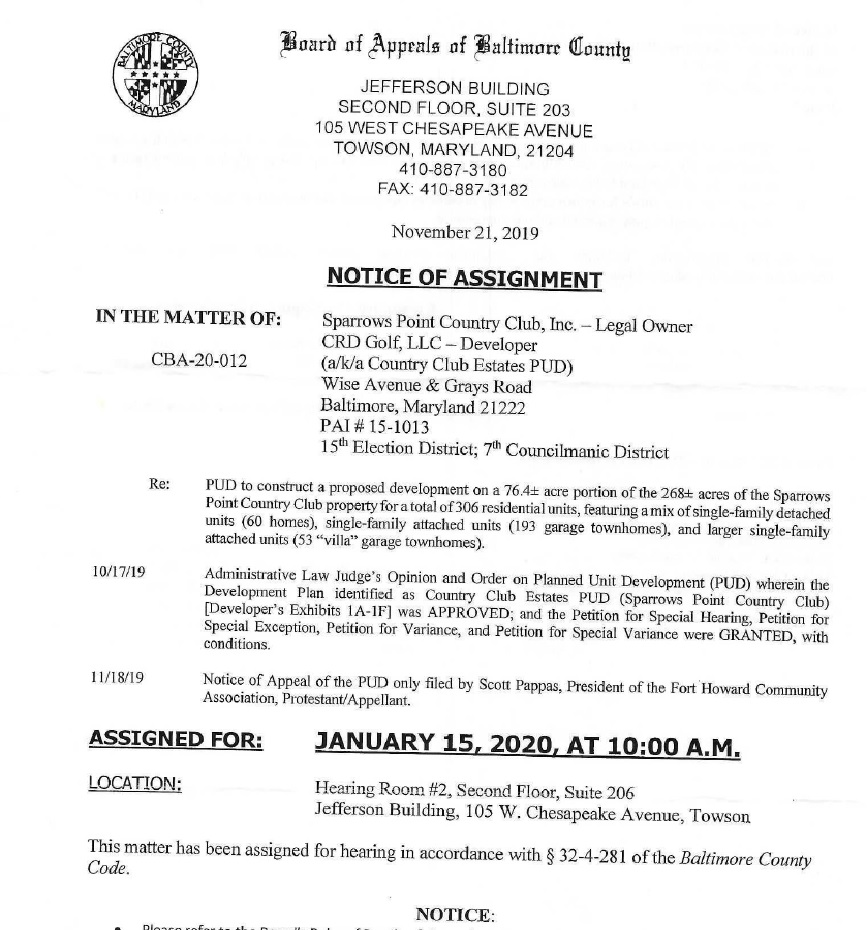 BALTIMORE COUNTY
MARYLAND
Board of Appeals of Baltimore County
JEFFERSON BUILDING
SECOND FLOOR, SUITE 203
105 WEST CHESAPEAKE AVENUE
TOWSON, MARYLAND, 21204
410-887-3180
FAX: 410-887-3182
November 21, 2019
NOTICE OF ASSIGNMENT
IN THE MATTER OF:
CBA-20-012
Sparrows Point Country Club, Inc. – Legal Owner
CRD Golf, LLC – Developer
(a/k/a Country Club Estates PUD)
Wise Avenue & Grays Road
Baltimore, Maryland 21222
PAI # 15-1013
15th Election District; 7th Councilmanic District
Re: PUD to construct a proposed development on a 76.4± acre portion of the 268± acres of the Sparrows
Point Country Club property for a total of 306 residential units, featuring a mix of single-family detached
units (60 homes), single-family attached units (193 garage townhomes), and larger single-family
attached units (53 “villa” garage townhomes).
10/17/19 Administrative Law Judge's Opinion and Order on Planned Unit Development (PUD) wherein the
Development Plan identified as Country Club Estates PUD (Sparrows Point Country Club)
[Developer's Exhibits 1A-1F] was APPROVED; and the Petition for Special Hearing, Petition for
Special Exception, Petition for Variance, and Petition for Special Variance were GRANTED, with
conditions.
11/18/19 Notice of Appeal of the PUD only filed by Scott Pappas, President of the Fort Howard Community
Association, Protestant/Appellant.
ASSIGNED FOR: JANUARY 15, 2020, AT 10:00 A.M.
LOCATION: Hearing Room #2, Second Floor, Suite 206
Jefferson Building, 105 W. Chesapeake Avenue, Towson
This matter has been assigned for hearing in accordance with § 32-4-281 of the Baltimore County
Code.
NOTICE: